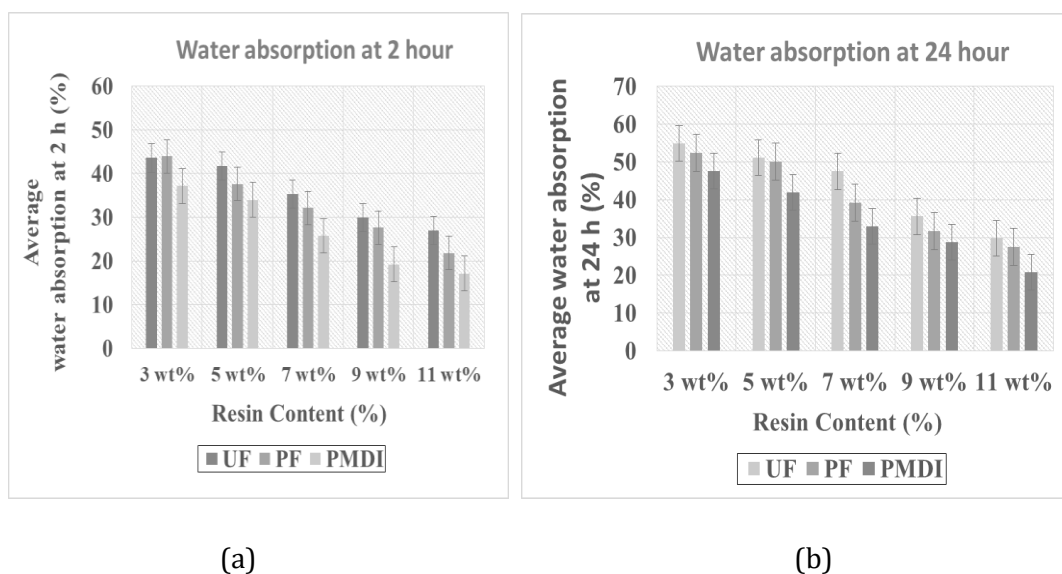 Water absorption at 2 hour
Average
water absorption at 2 h (%)
60
50
40
30
20
10
0
3 wt% 5 wt% 7 wt% 9 wt% 11 wt%
Resin Content (%)
UF PF PMDI
(a)
Water absorption at 24 hour
Average water absorption
at 24 h (%)
70
60
50
40
30
20
10
0
3 wt% 5 wt% 7 wt% 9 wt% 11 wt%
Resin Content (%)
UF PF PMDI
(b)